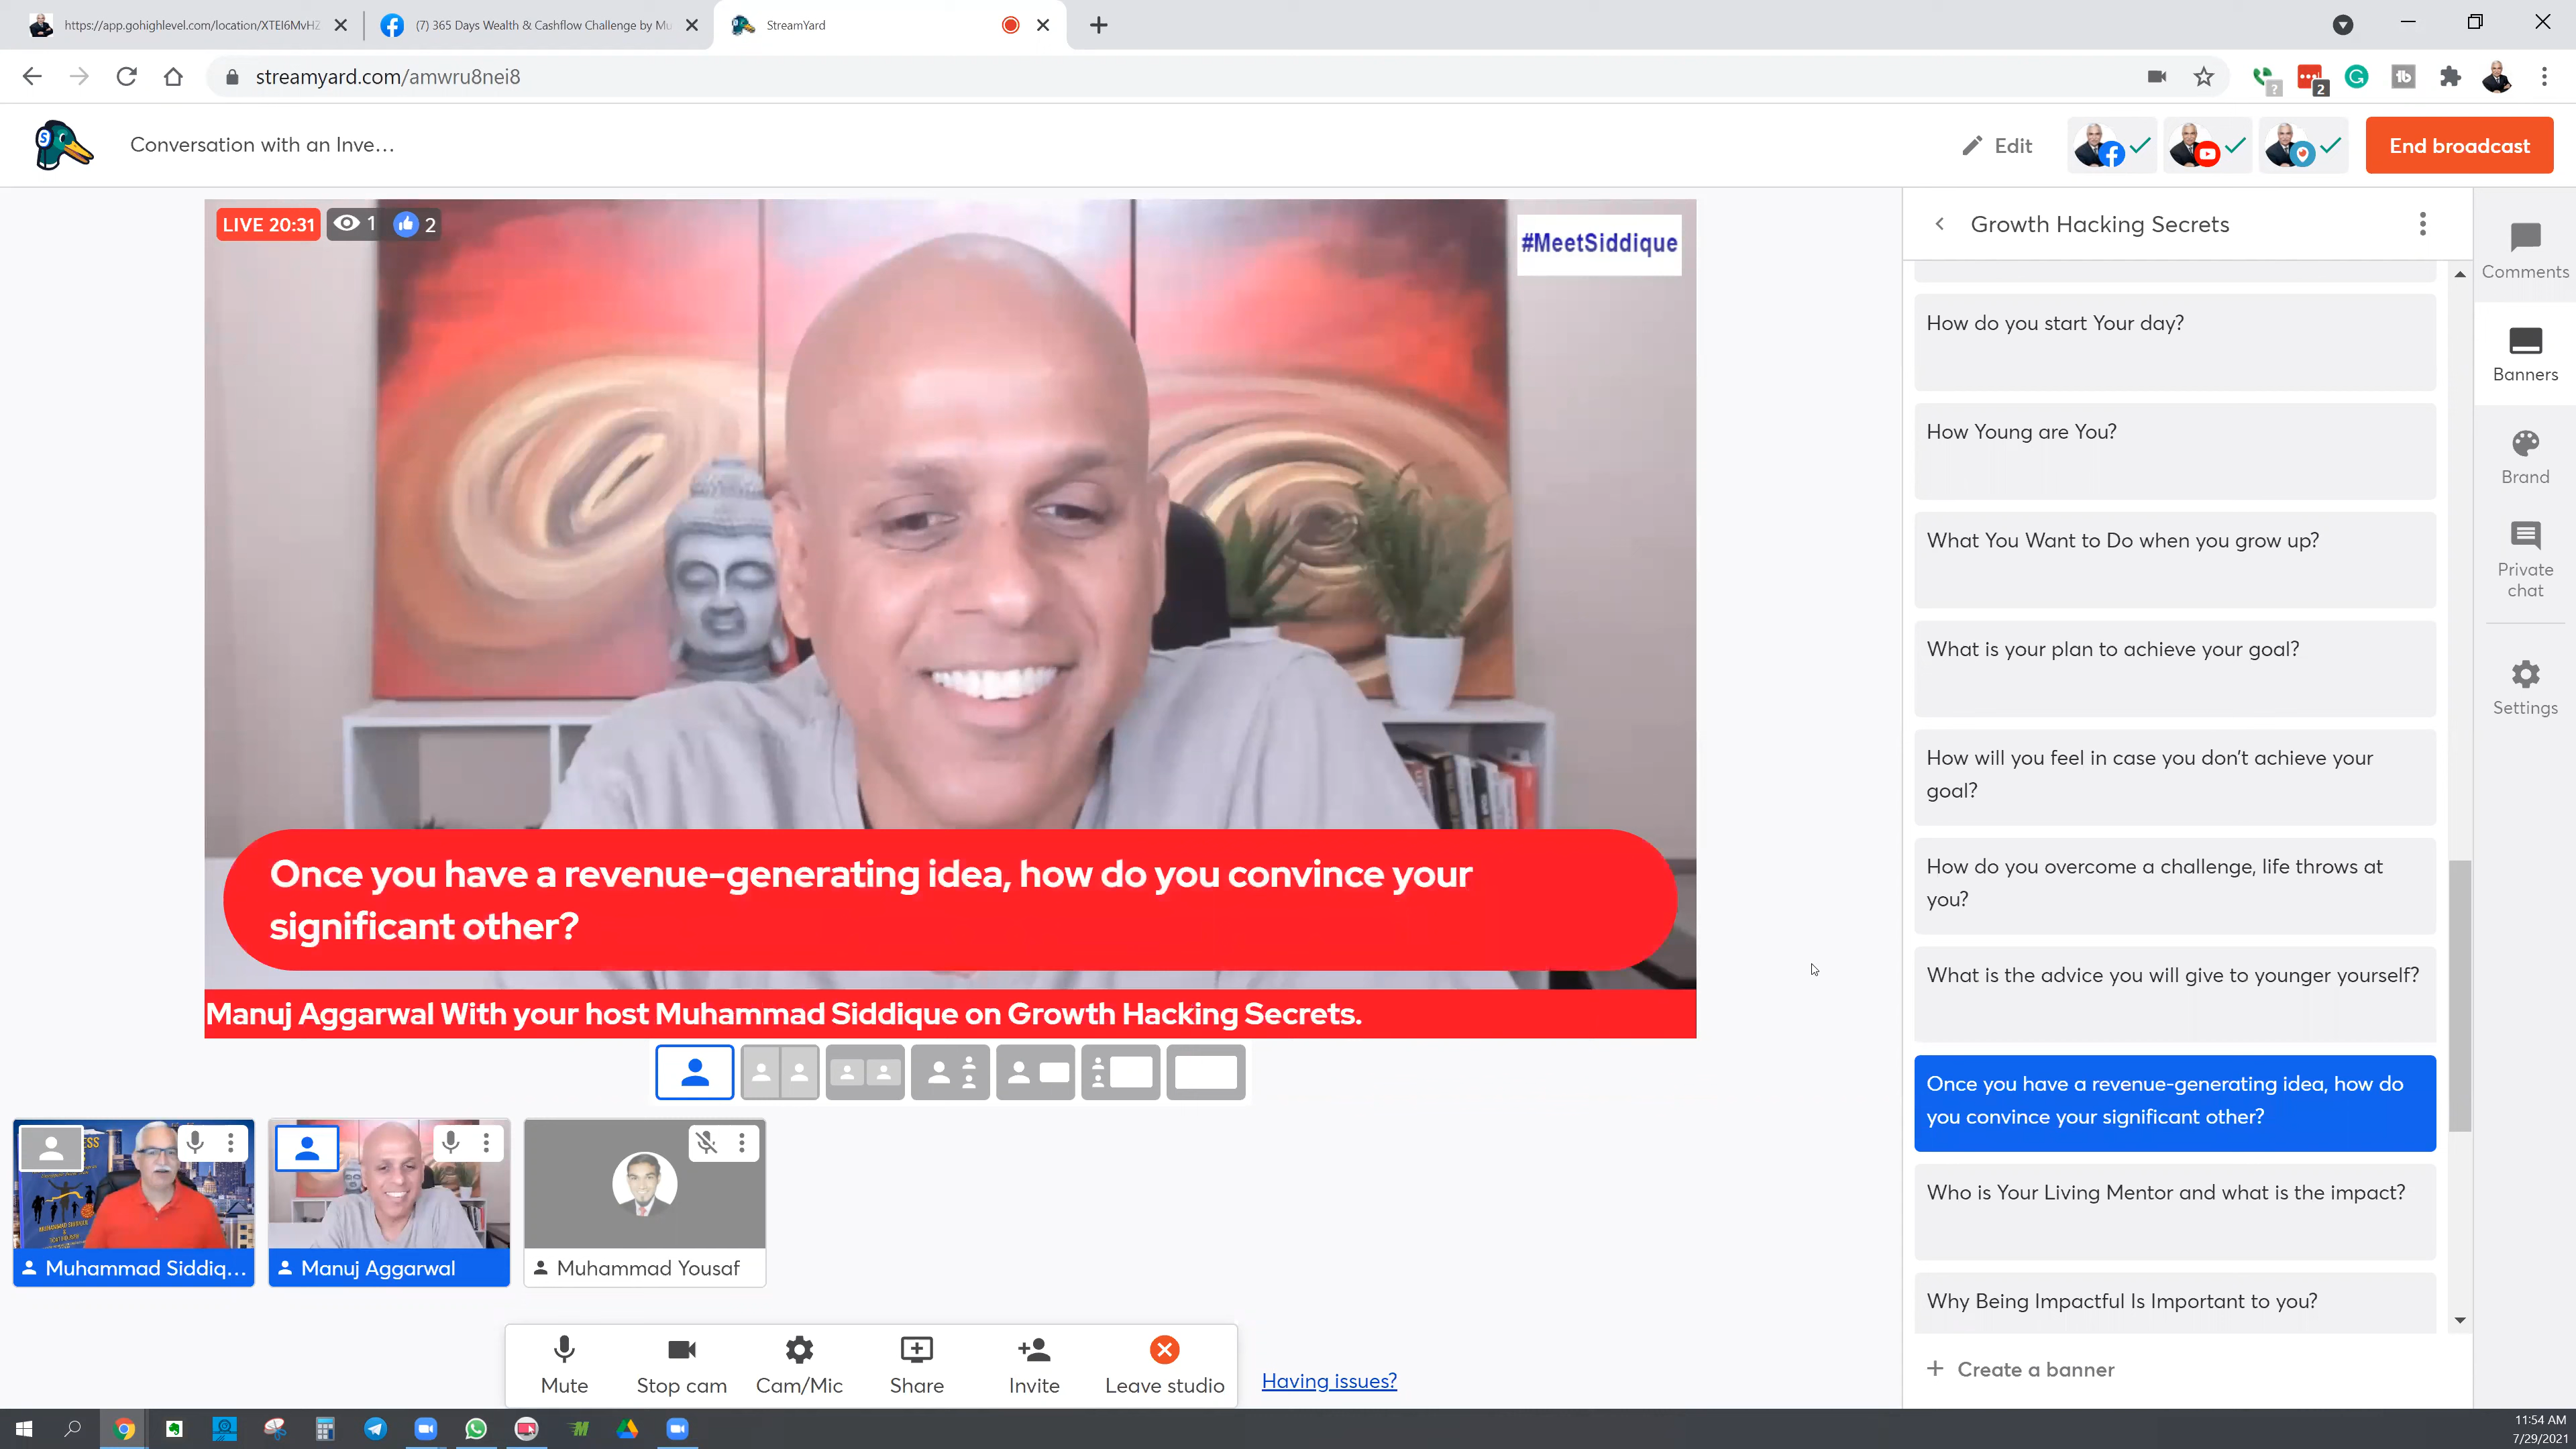 https://app.gohighlevel.com/location/XTEI6MvHZ
(7) 365 Days Wealth & Cashflow Challenge by Mu
StreamYard
streamyard.com/amwru8nei8
2
Conversation with an Inve...
Edit
End broadcast
LIVE 20:31
1
2
#MeetSiddique
Once you have a revenue-generating idea, how do you convince your
significant other?
Manuj Aggarwal With your host Muhammad Siddique on Growth Hacking Secrets.
Muhammad Siddiq...
Manuj Aggarwal
Muhammad Yousaf
Mute
Stop cam
Cam/Mic
Share
Invite
Leave studio
Having issues?
Growth Hacking Secrets
How do you start Your day?
How Young are You?
What You Want to Do when you grow up?
What is your plan to achieve your goal?
How will you feel in case you don't achieve your
goal?
How do you overcome a challenge, life throws at
you?
What is the advice you will give to younger yourself?
Once you have a revenue-generating idea, how do
you convince your significant other?
Who is Your Living Mentor and what is the impact?
Why Being Impactful Is Important to you?
+ Create a banner
Comments
Banners
Brand
Private
chat
Settings
11:54 AM
7/29/2021